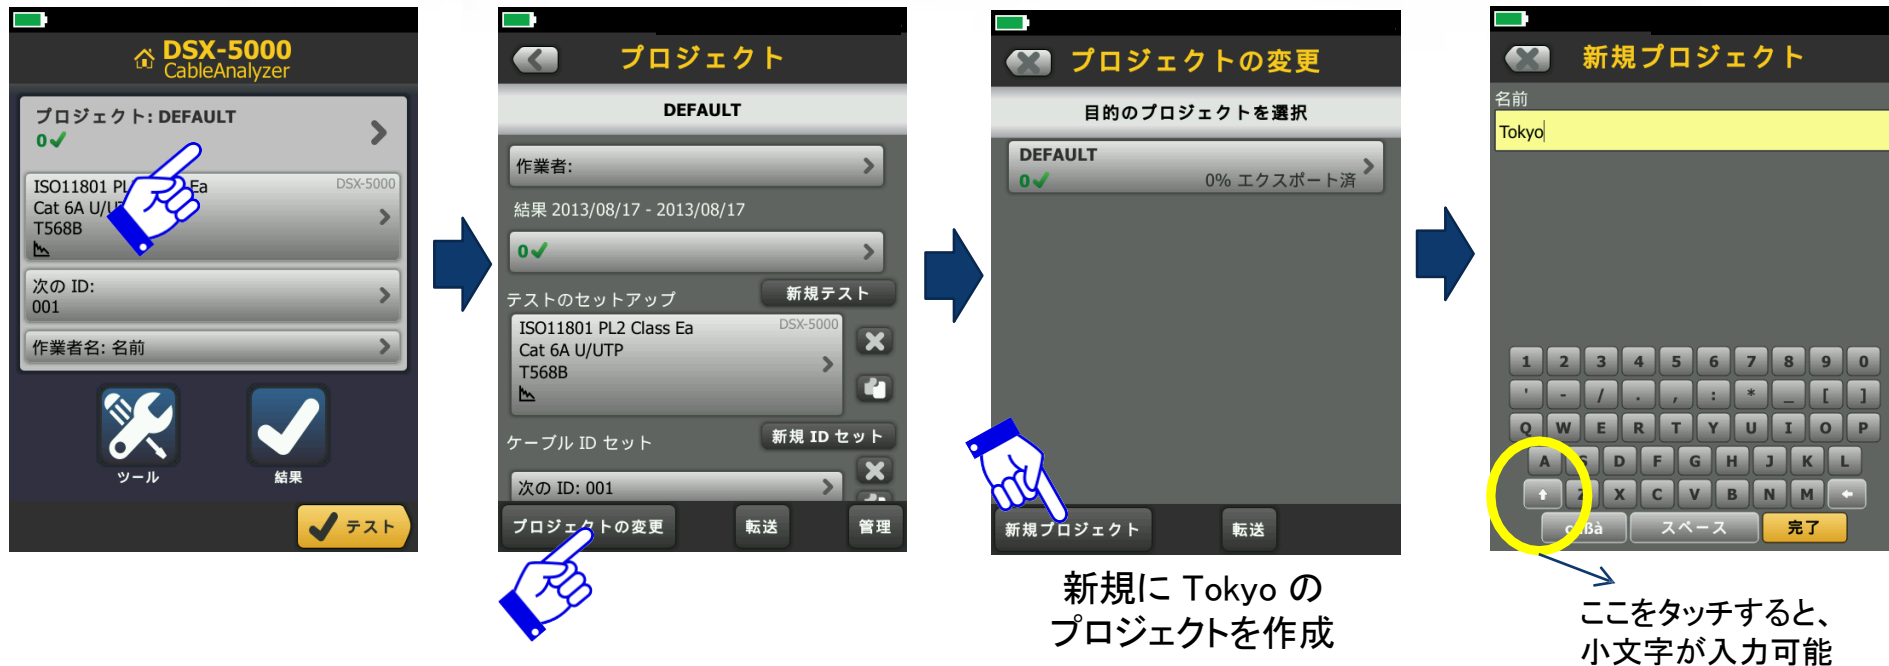 DSX-5000
CableAnalyzer
プロジェクト: DEFAULT
0
ISO11801 PL Ea
DSX-5000
Cat 6A U/U
T568B
次の ID:
001
作業者名: 名前
ツール
結果
テスト
プロジェクト
DEFAULT
作業者:
結果 2013/08/17 - 2013/08/17
0
テストのセットアップ
新規テスト
ISO11801 PL2 Class Ea
DSX-5000
Cat 6A U/UTP
T568B
ケーブル ID セット
新規 ID セット
次の ID: 001
プロジェクトの変更
転送
管理
プロジェクトの変更
目的のプロジェクトを選択
DEFAULT
0
0% エクスポート済
新規プロジェクト
転送
新規に Tokyo の
プロジェクトを作成
新規プロジェクト
名前
Tokyo
1 2 3 4 5 6 7 8 9 0
' - / . , : * _ [ ]
Q W E R T Y U I O P
A S D F G H J K L
Z X C V B N M
ßà
スペース
完了
ここをタッチすると、
小文字が入力可能